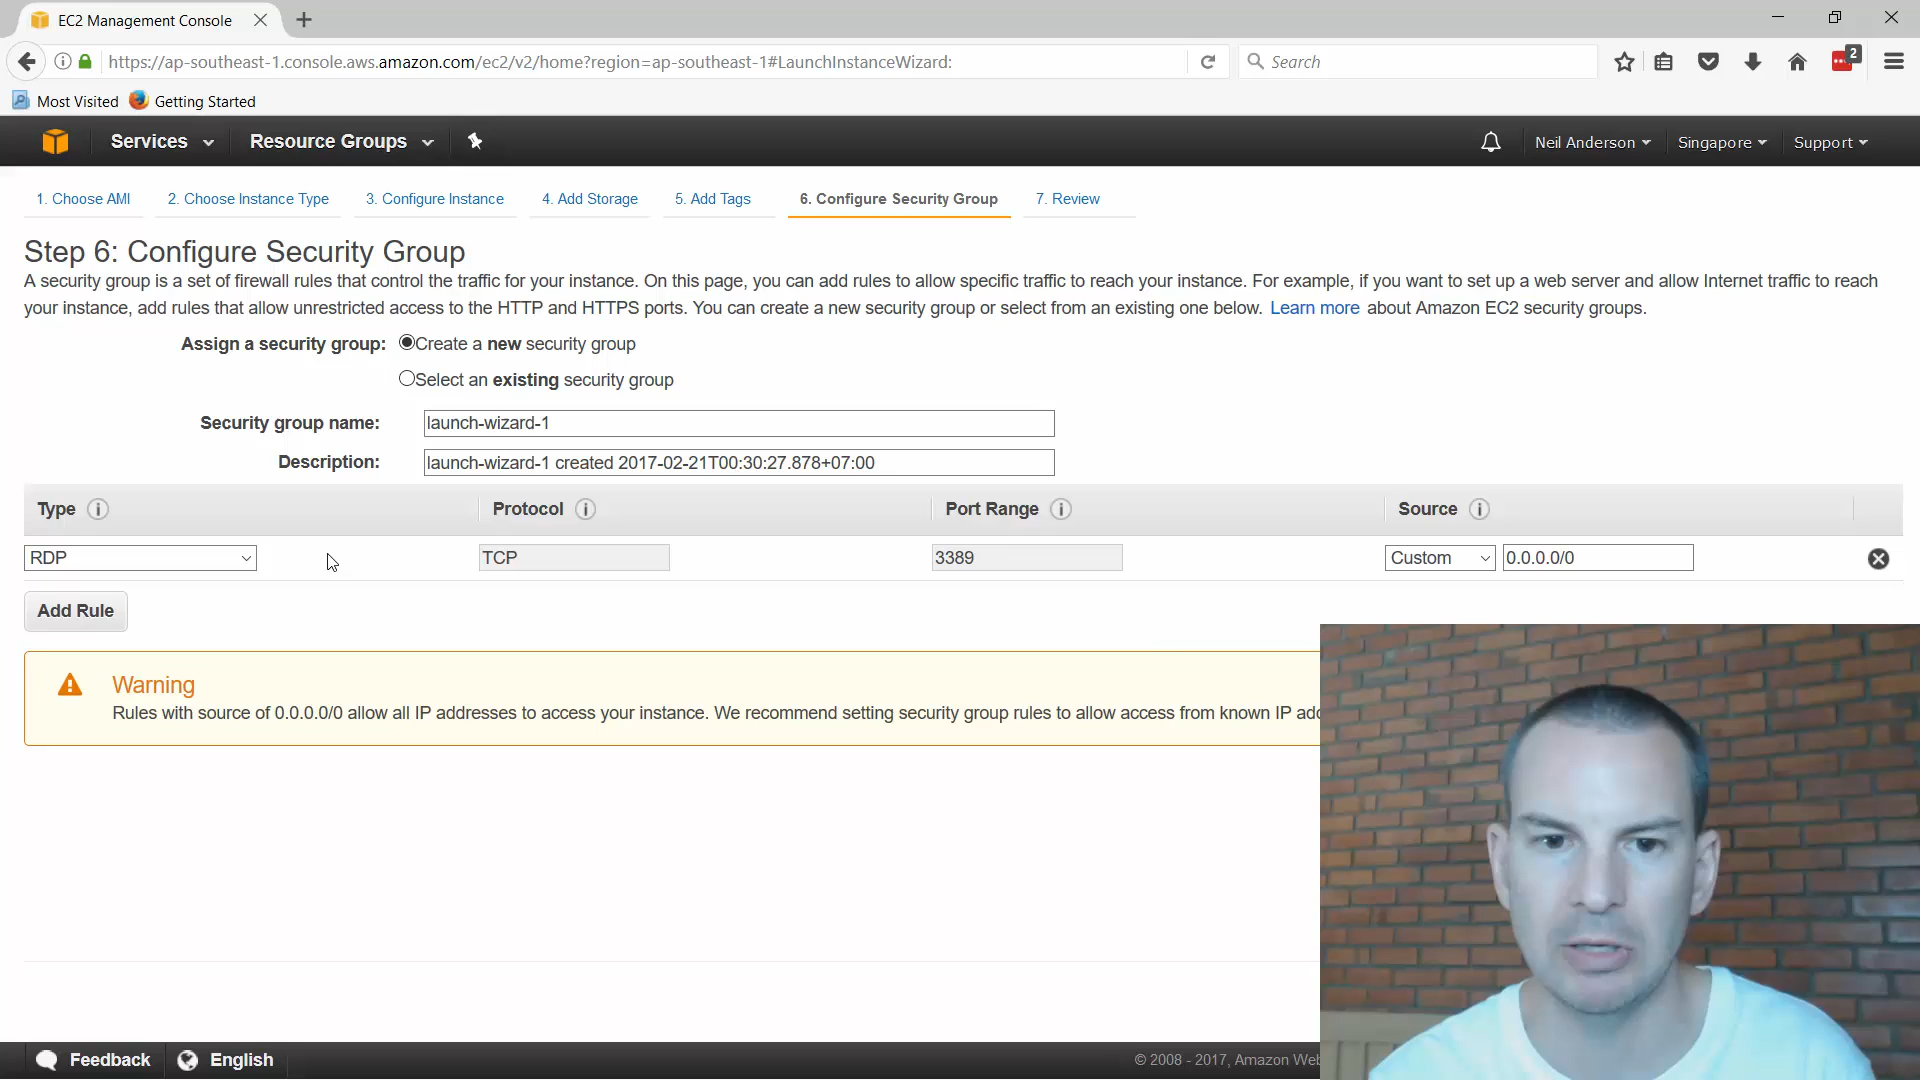 EC2 Management Console
https://ap-southeast-1.console.aws.amazon.com/ec2/v2/home?region=ap-southeast-1#LaunchInstanceWizard:
Search
2
Most Visited
Getting Started
Services
Resource Groups
Neil Anderson
Singapore
Support
1. Choose AMI
2. Choose Instance Type
3. Configure Instance
4. Add Storage
5. Add Tags
6. Configure Security Group
7. Review
Step 6: Configure Security Group
A security group is a set of firewall rules that control the traffic for your instance. On this page, you can add rules to allow specific traffic to reach your instance. For example, if you want to set up a web server and allow Internet traffic to reach
your instance, add rules that allow unrestricted access to the HTTP and HTTPS ports. You can create a new security group or select from an existing one below. Learn more about Amazon EC2 security groups.
Assign a security group: Create a new security group
Select an existing security group
Security group name: launch-wizard-1
Description: launch-wizard-1 created 2017-02-21T00:30:27.878+07:00
Type i Protocol i Port Range i Source i
RDP TCP 3389 Custom 0.0.0.0/0
Add Rule
Warning
Rules with source of 0.0.0.0/0 allow all IP addresses to access your instance. We recommend setting security group rules to allow access from known IP
Feedback
English
© 2008 - 2017, Amazon